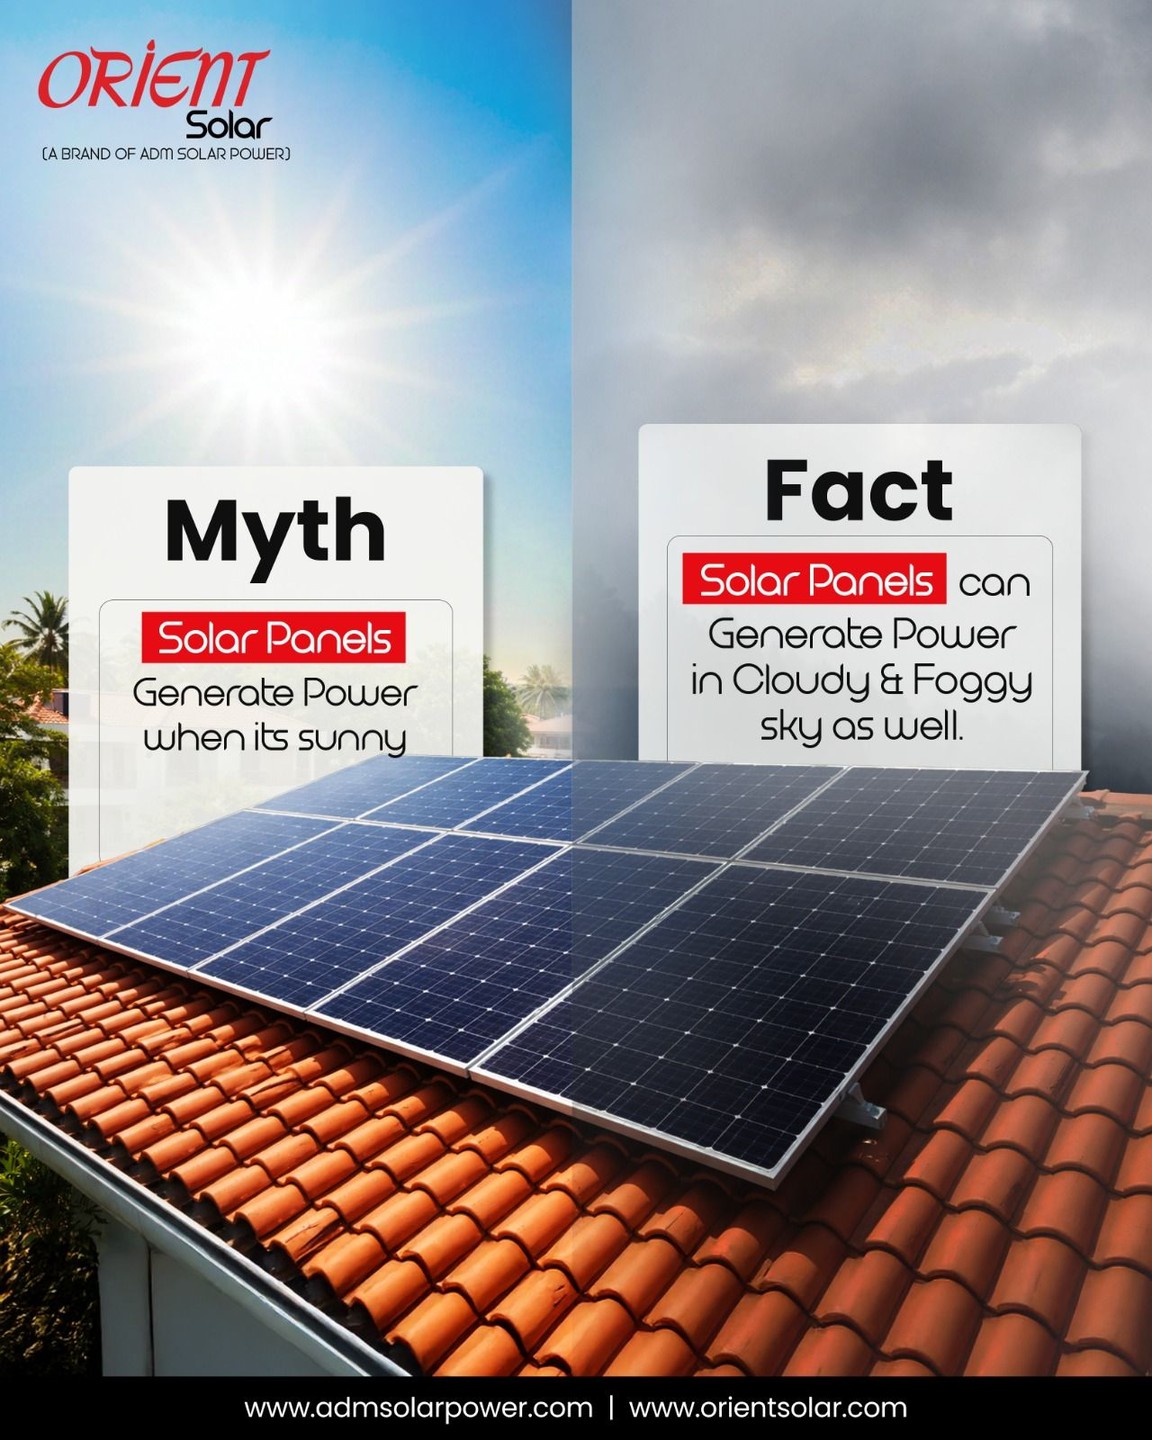 ORIENT
Solar
(A BRAND OF ADM SOLAR POWER)
Myth
Solar Panels
Generate Power
when its sunny
Fact
Solar Panels can
Generate Power
in Cloudy & Foggy
sky as well.
www.admsolarpower.com | www.orientsolar.com